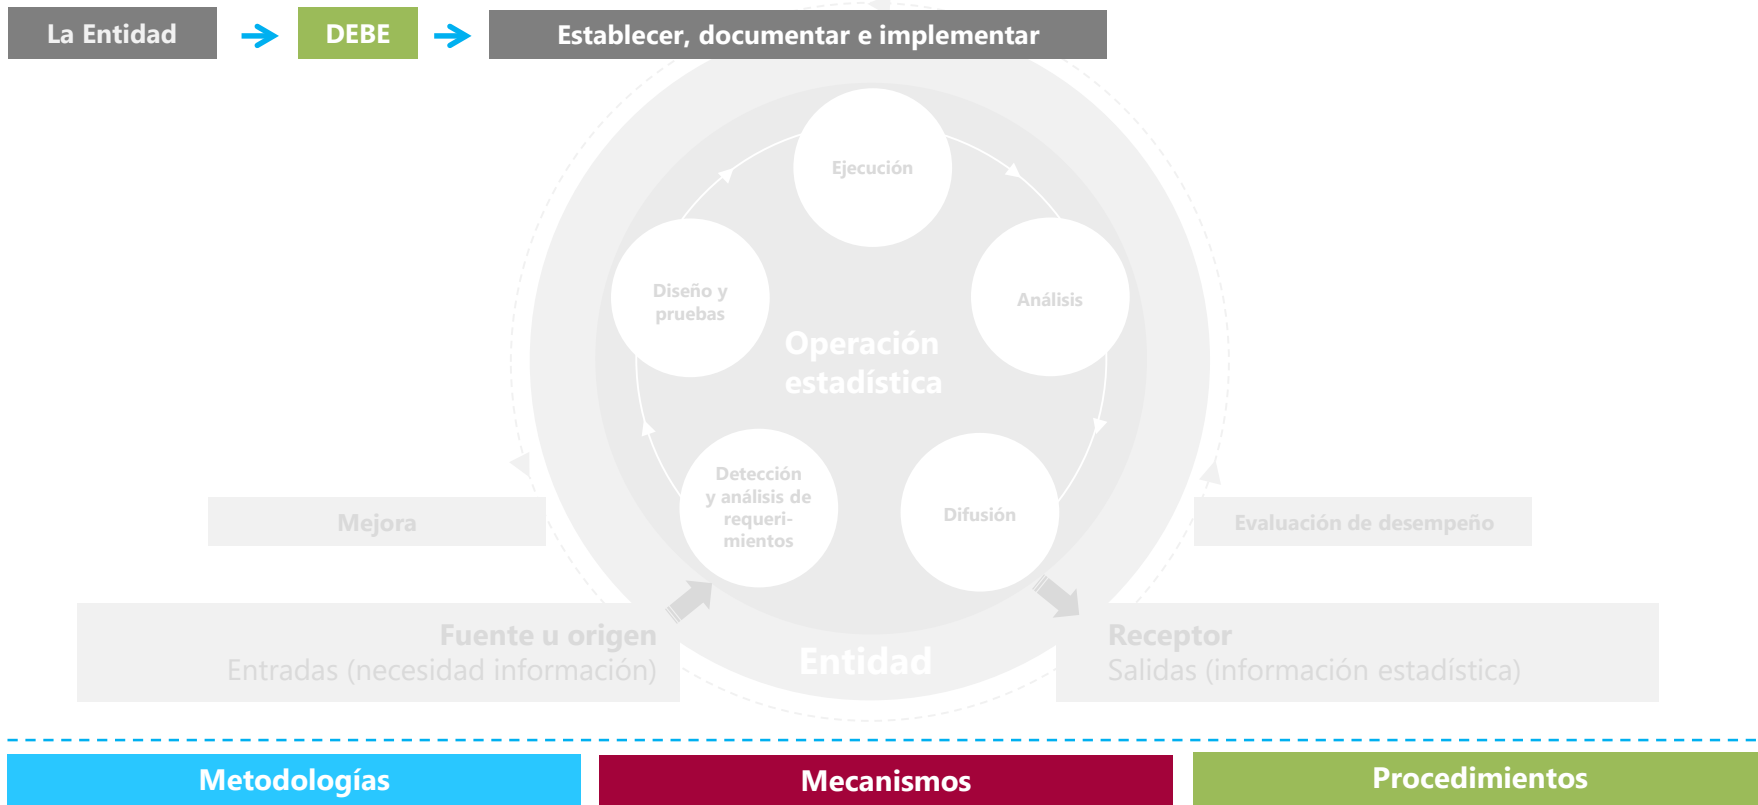 La Entidad
DEBE
Establecer, documentar e implementar
Ejecución
Diseño y
pruebas
Análisis
Operación
estadística
Detección
y análisis de
requeri-
mientos
Difusión
Mejora
Evaluación de desempeño
Fuente u origen
Entradas (necesidad información)
Entidad
Receptor
Salidas (información estadística)
Metodologías
Mecanismos
Procedimientos